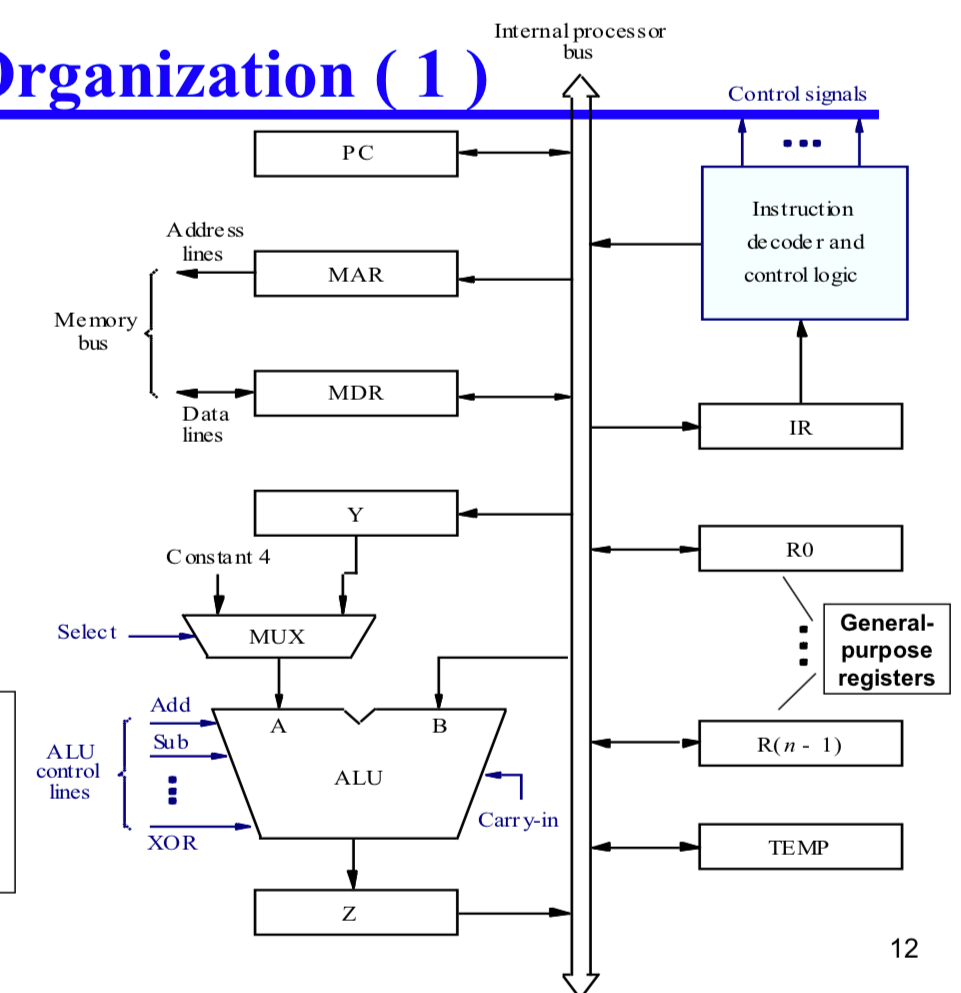 Internal processor
bus
Organization ( 1 )
Control signals
PC
Instruction
decoder and
control logic
Address
lines
MAR
Memory
bus
MDR
Data
lines
IR
Y
R0
Constant 4
Select
MUX
General-
purpose
registers
Add
A
B
Sub
R(n - 1)
ALU
control
lines
ALU
Carry-in
XOR
TEMP
Z
12